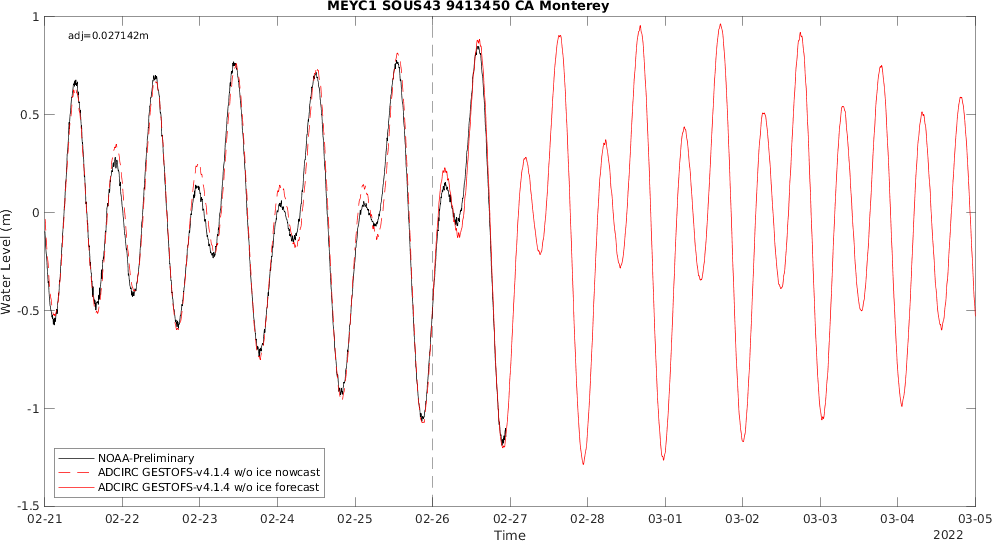 MEYC1 SOUS43 9413450 CA Monterey
adj=0.027142m
1
0.5
0
-0.5
-1
-1.5
Water Level (m)
NOAA-Preliminary
ADCIRC GESTOFS-v4.1.4 w/o ice nowcast
ADCIRC GESTOFS-v4.1.4 w/o ice forecast
02-21 02-22 02-23 02-24 02-25 02-26 02-27 02-28 03-01 03-02 03-03 03-04 03-05
Time
2022